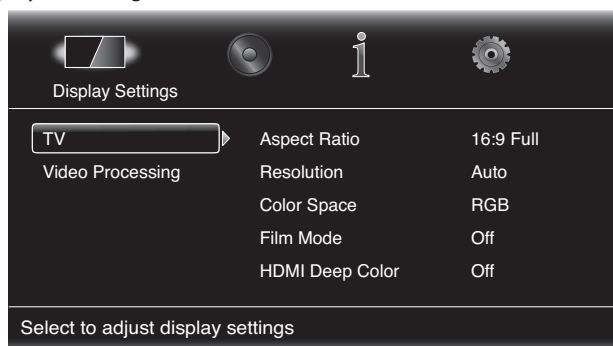 Display Settings
TV Aspect Ratio 16:9 Full
Video Processing Resolution Auto
Color Space RGB
Film Mode Off
HDMI Deep Color Off
Select to adjust display settings